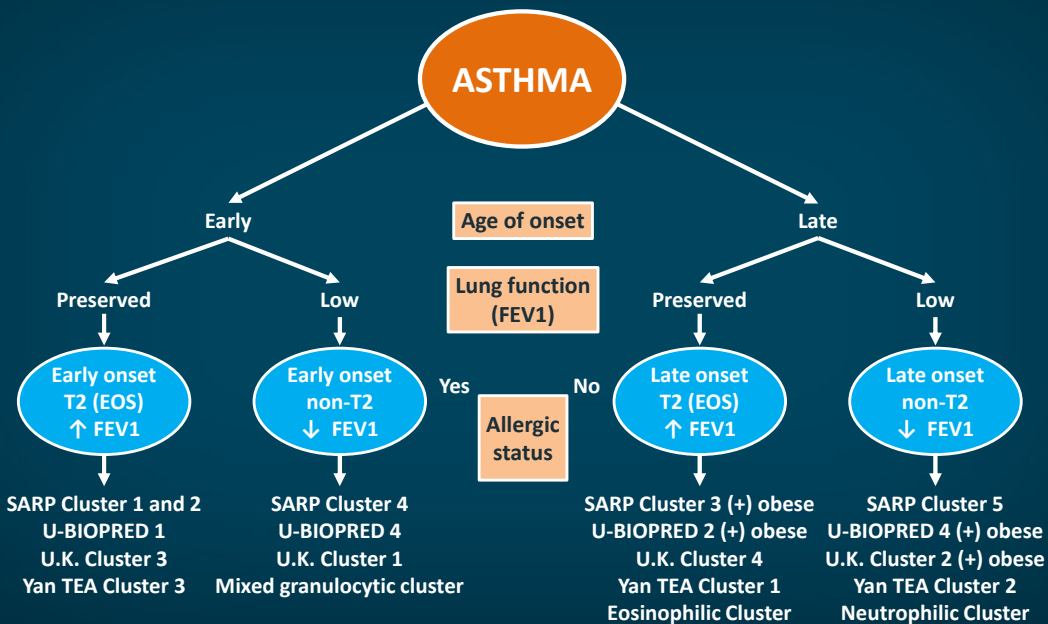 ASTHMA
Early
Age of onset
Late
Preserved
Low
Lung function
(FEV1)
Preserved
Low
Early onset
T2 (EOS)
↑ FEV1
Early onset
non-T2
↓ FEV1
Yes
No
Allergic
status
Late onset
T2 (EOS)
↑ FEV1
Late onset
non-T2
↓ FEV1
SARP Cluster 1 and 2
U-BIOPRED 1
U.K. Cluster 3
Yan TEA Cluster 3
SARP Cluster 4
U-BIOPRED 4
U.K. Cluster 1
Mixed granulocytic cluster
SARP Cluster 3 (+) obese
U-BIOPRED 2 (+) obese
U.K. Cluster 4
Yan TEA Cluster 1
Eosinophilic Cluster
SARP Cluster 5
U-BIOPRED 4 (+) obese
U.K. Cluster 2 (+) obese
Yan TEA Cluster 2
Neutrophilic Cluster